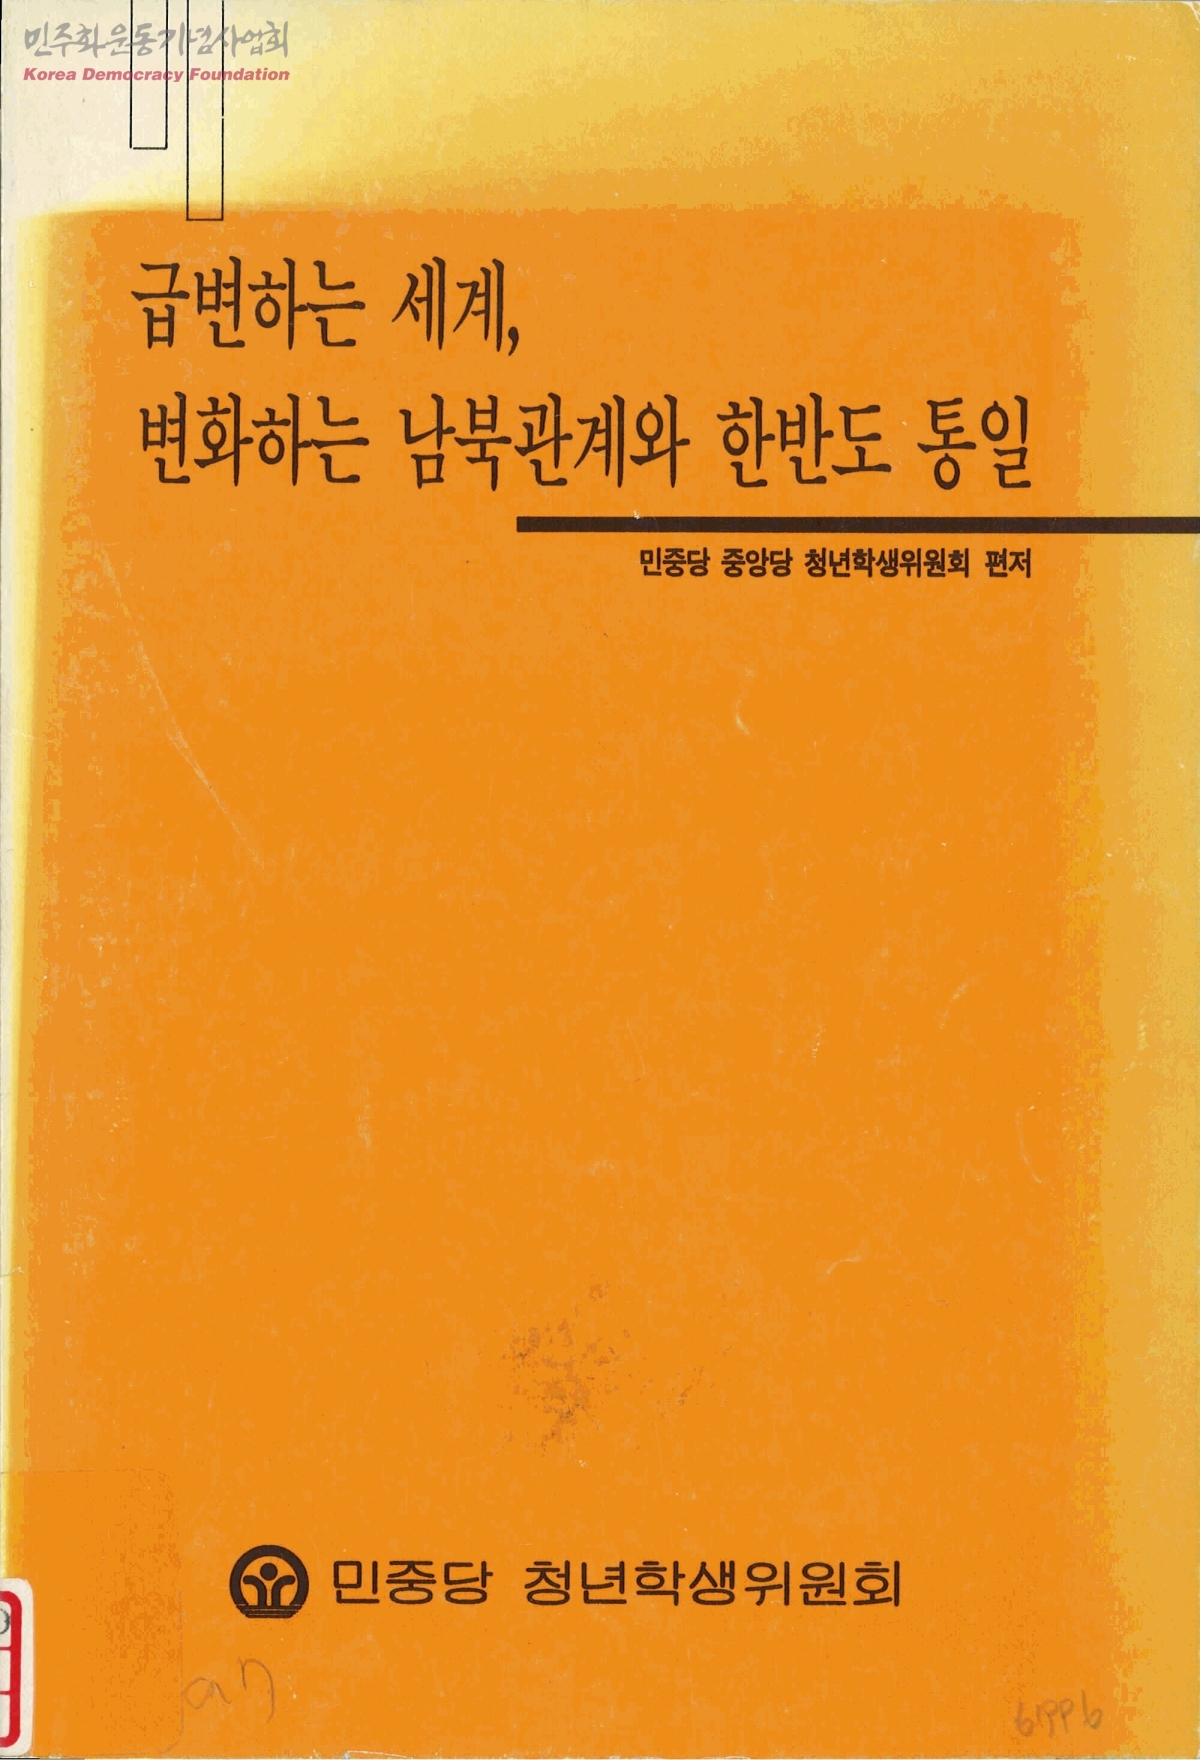 민주화운동기념사업회
Korea Democracy Foundation
급변하는 세계,
변화하는 남북관계와 한반도 통일
민중당 중앙당 청년학생위원회 편저
민중당 청년학생위원회